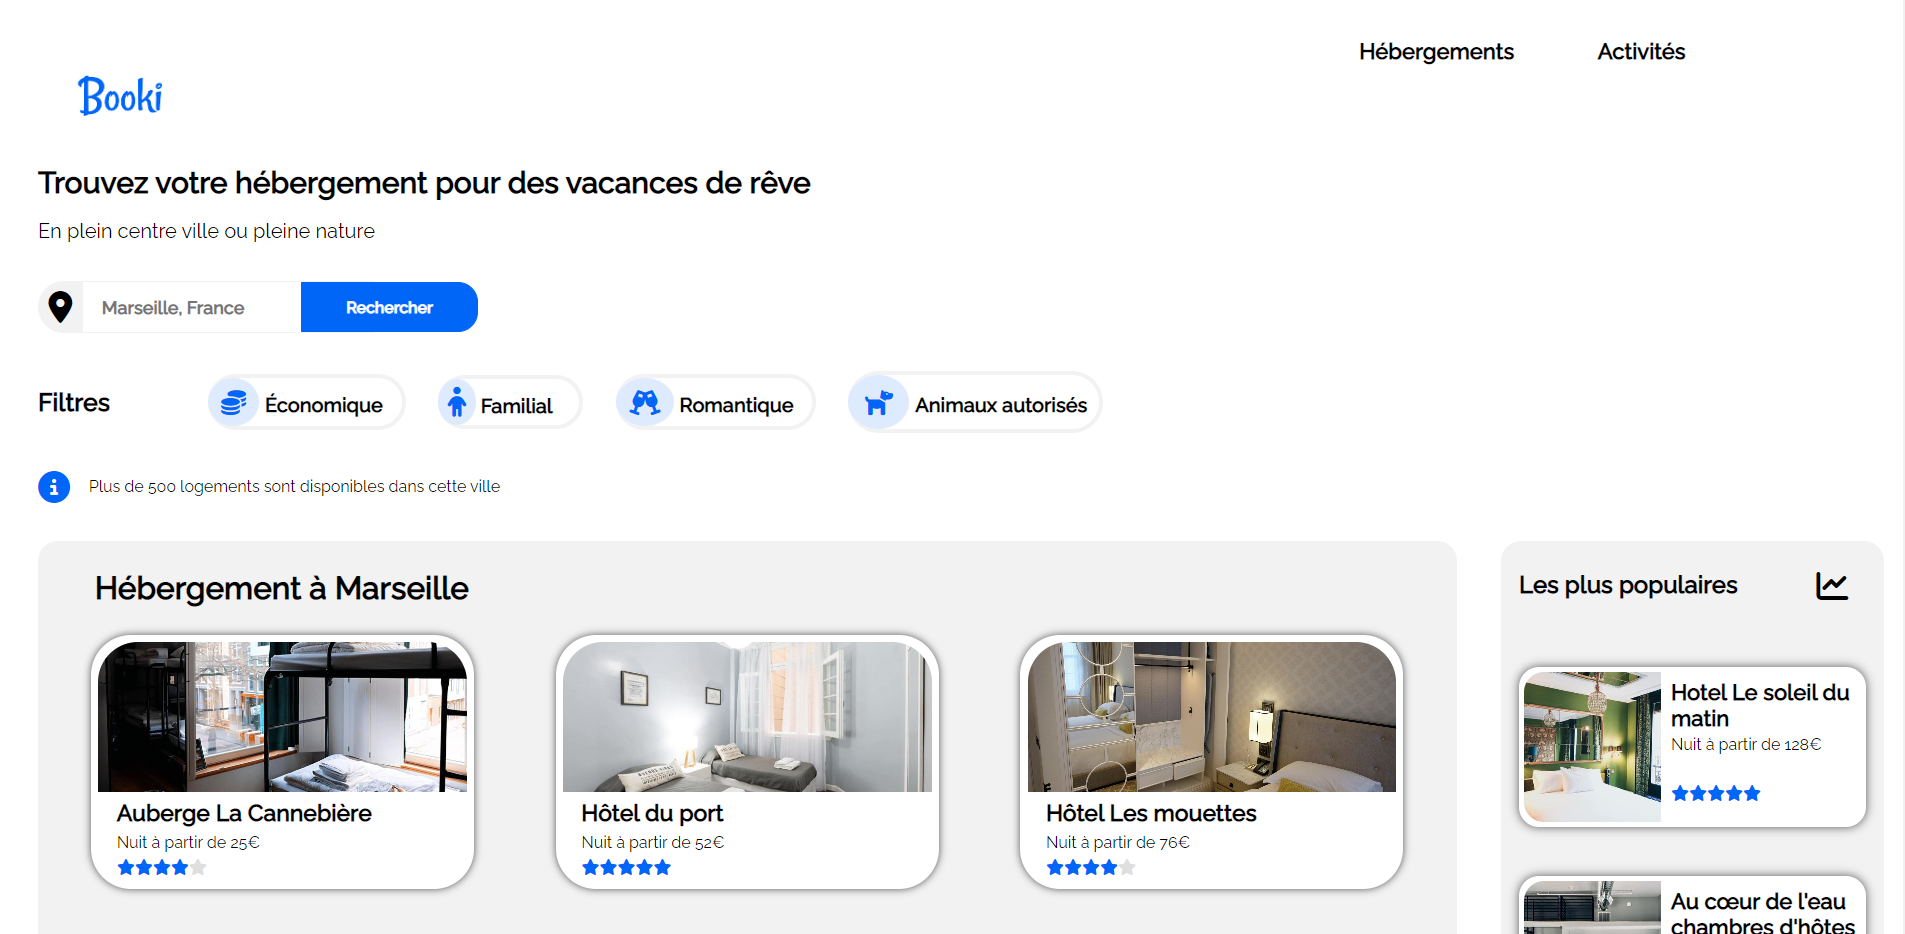 Hébergements
Activités
Booki
Trouvez votre hébergement pour des vacances de rêve
En plein centre ville ou pleine nature
Marseille, France
Rechercher
Filtres
Économique
Familial
Romantique
Animaux autorisés
Plus de 500 logements sont disponibles dans cette ville
Hébergement à Marseille
Auberge La Cannebière
Nuit à partir de 25€
Hôtel du port
Nuit à partir de 52€
Hôtel Les mouettes
Nuit à partir de 76€
Les plus populaires
Hotel Le soleil du
matin
Nuit à partir de 128€
Au cœur de l'eau
chambres d'hôtes